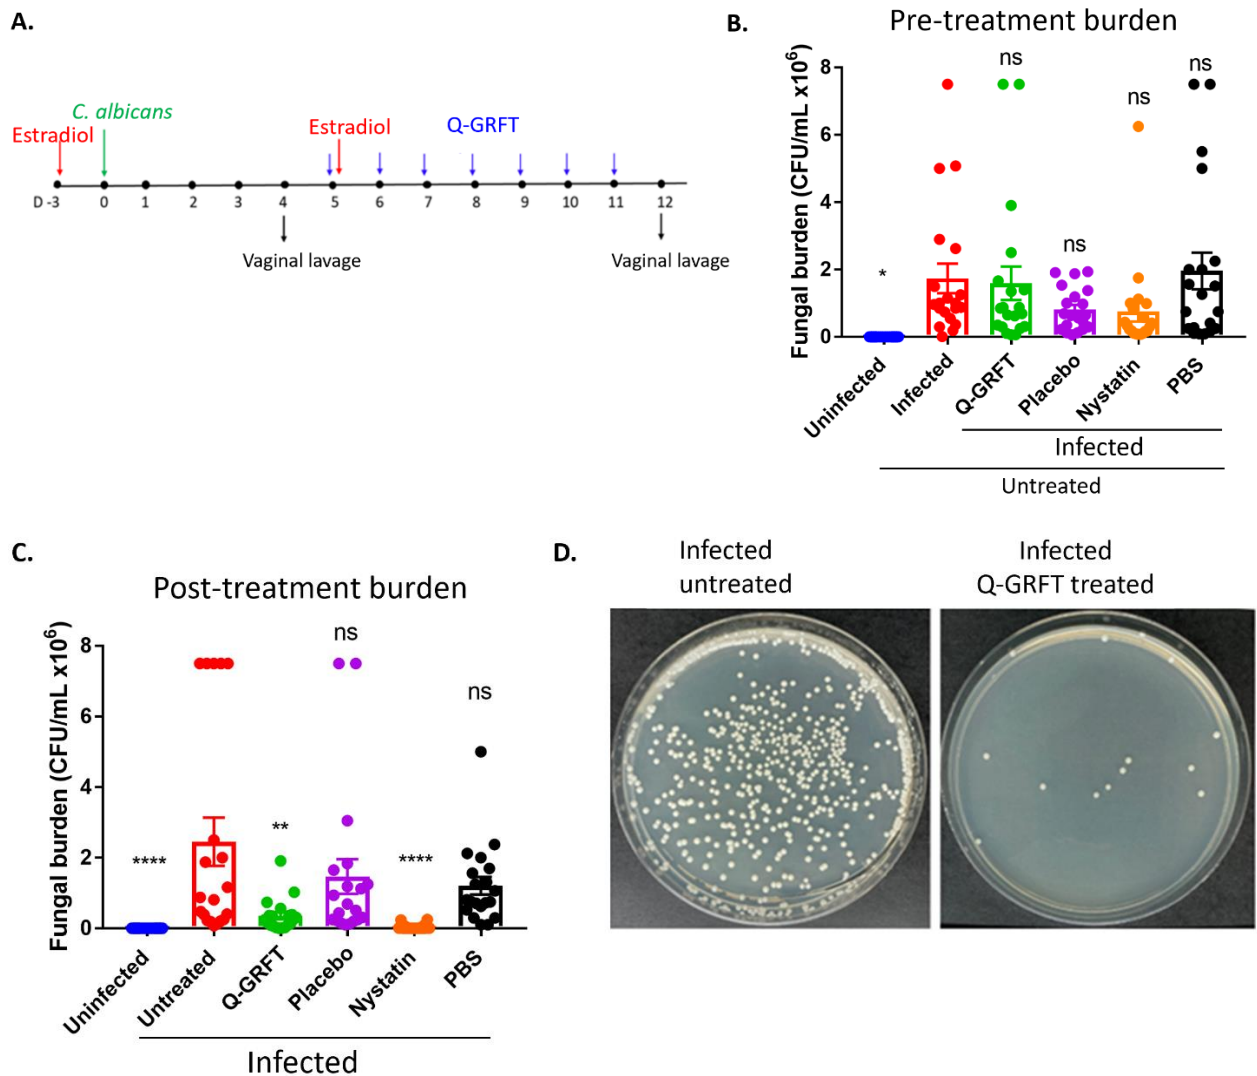 A.
C. albicans
Estradiol
Estradiol
Q-GRFT
D -3 0 1 2 3 4 5 6 7 8 9 10 11 12
Vaginal lavage
Vaginal lavage
B.
Pre-treatment burden
Fungal burden (CFU/mL x10⁶)
8
6
4
2
0
*
ns
ns
ns
ns
Uninfected
Infected
Q-GRFT
Placebo
Nystatin
PBS
Infected
Untreated
C.
Post-treatment burden
Fungal burden (CFU/mL x10⁶)
8
6
4
2
0
****
**
ns
****
ns
Uninfected
Untreated
Q-GRFT
Placebo
Nystatin
PBS
Infected
D.
Infected
untreated
Infected
Q-GRFT treated